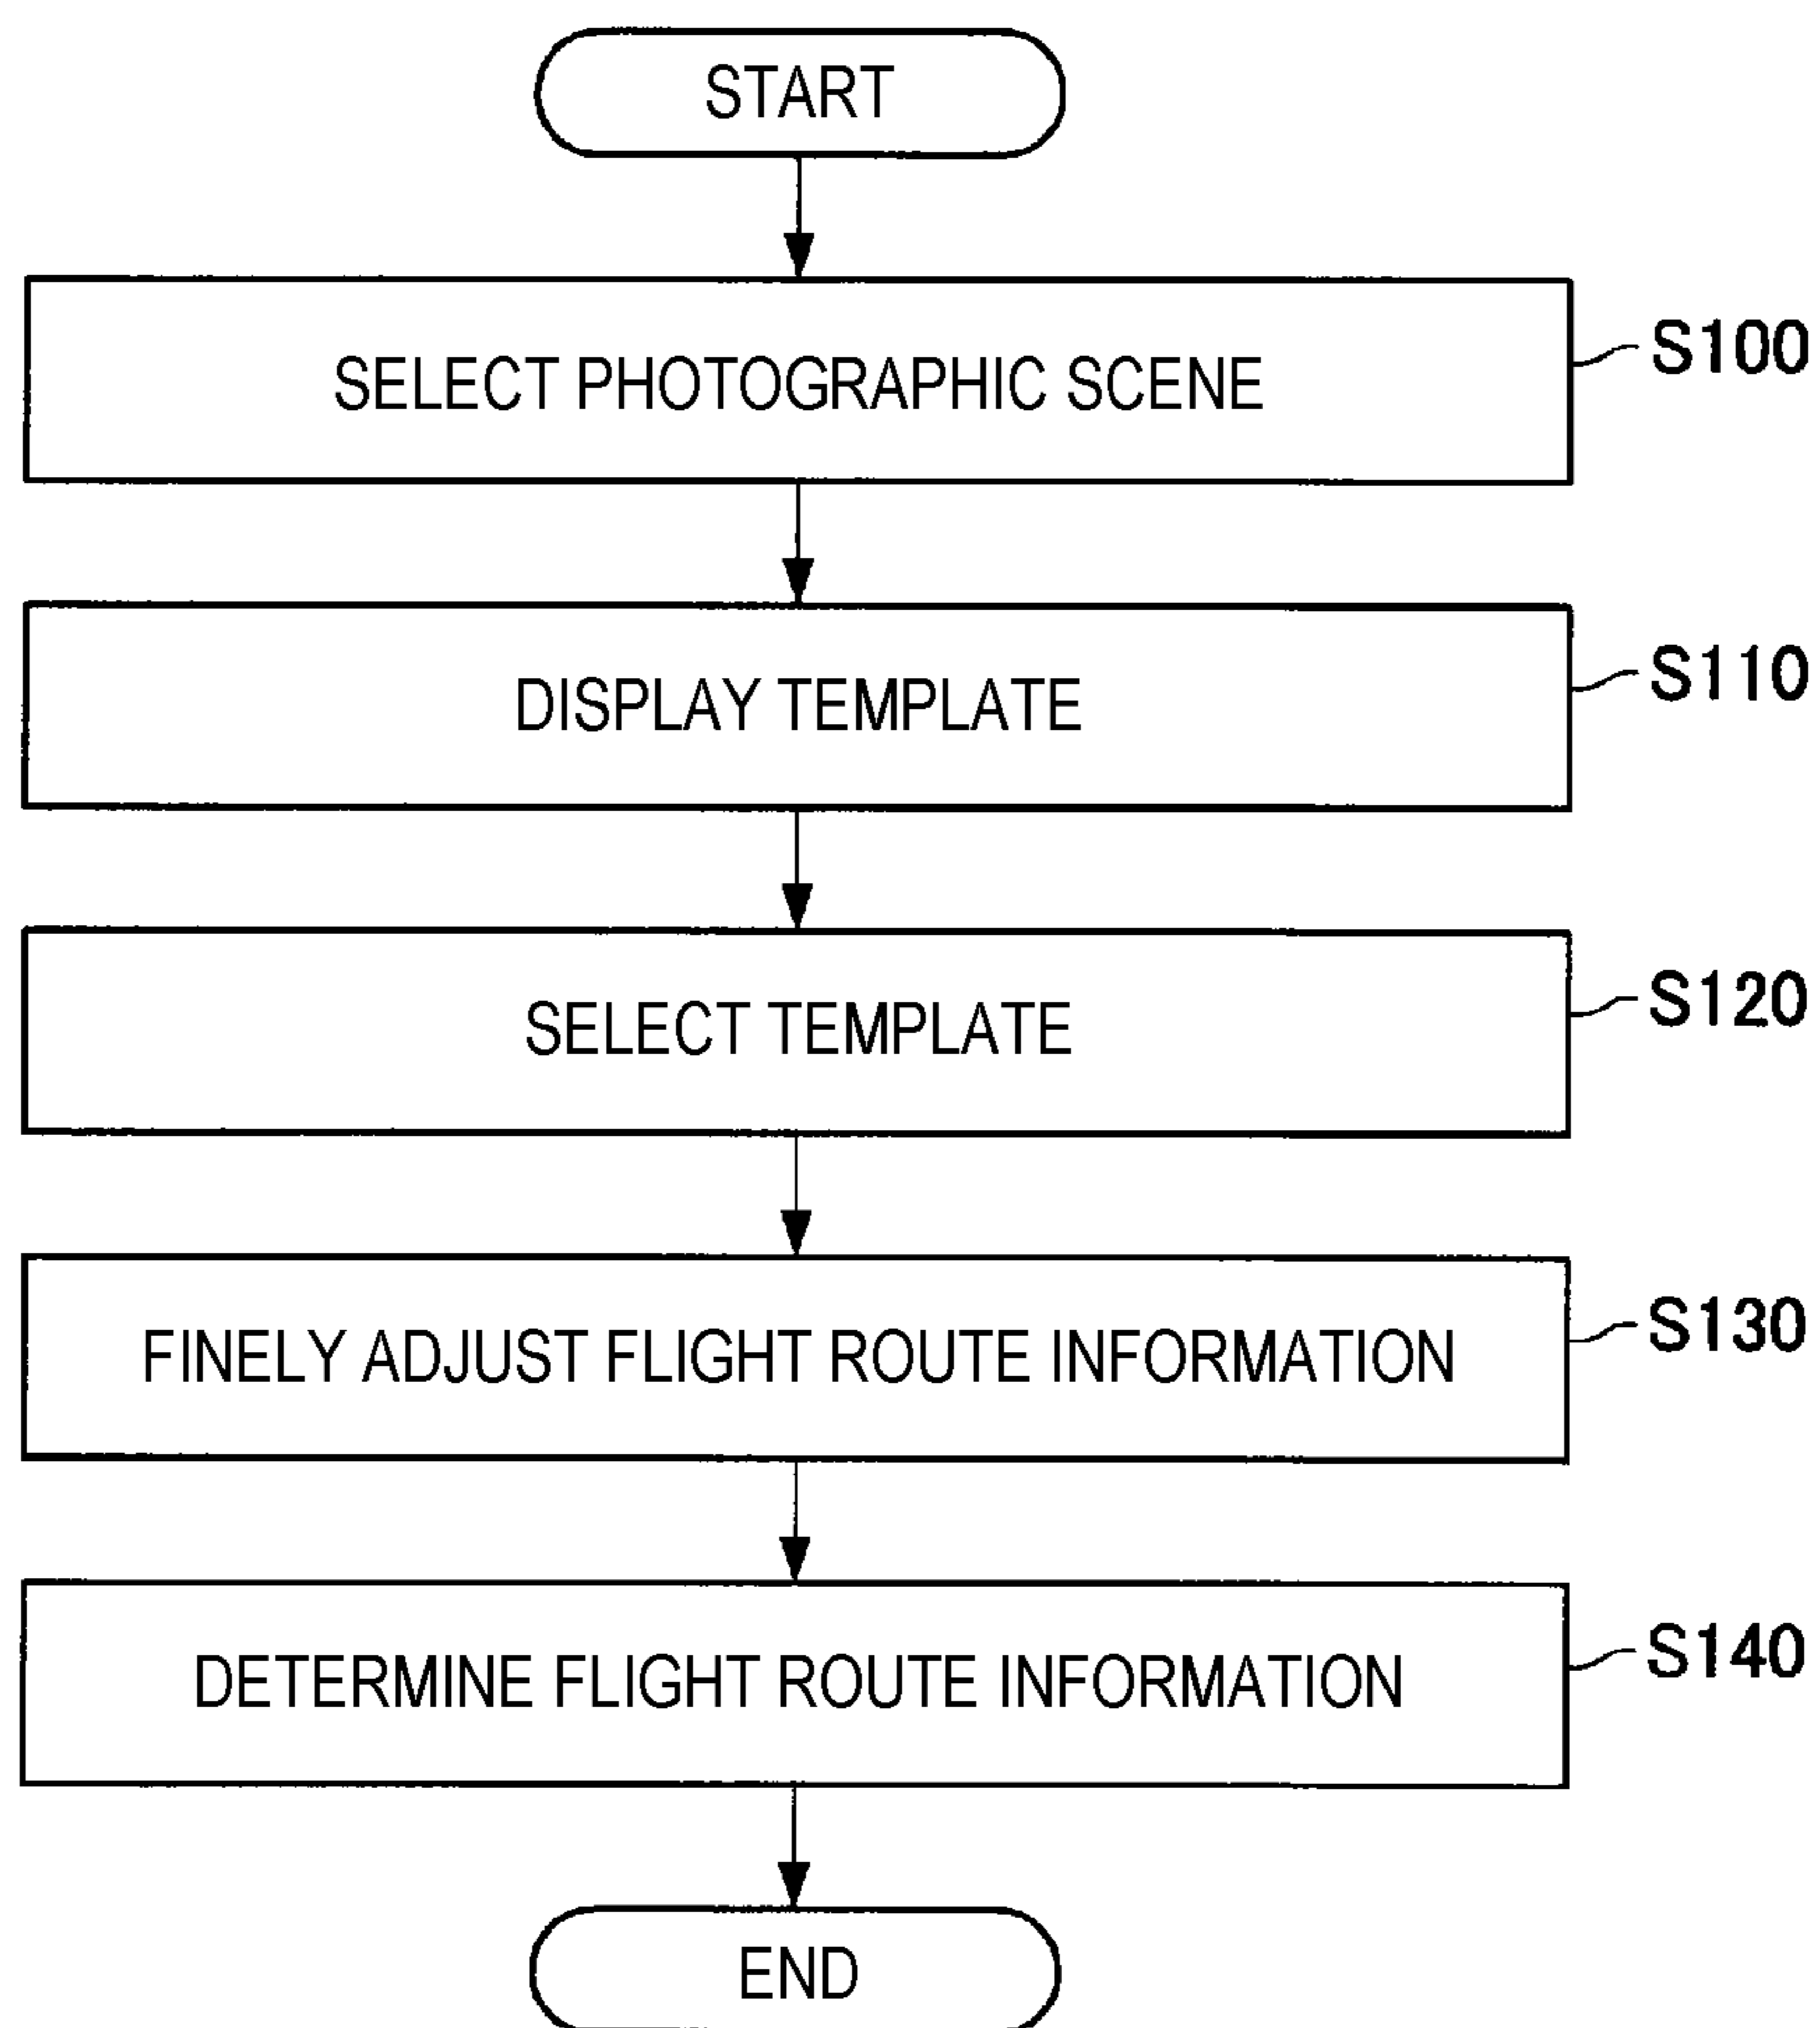 START
SELECT PHOTOGRAPHIC SCENE
S100
DISPLAY TEMPLATE
S110
SELECT TEMPLATE
S120
FINELY ADJUST FLIGHT ROUTE INFORMATION
S130
DETERMINE FLIGHT ROUTE INFORMATION
S140
END